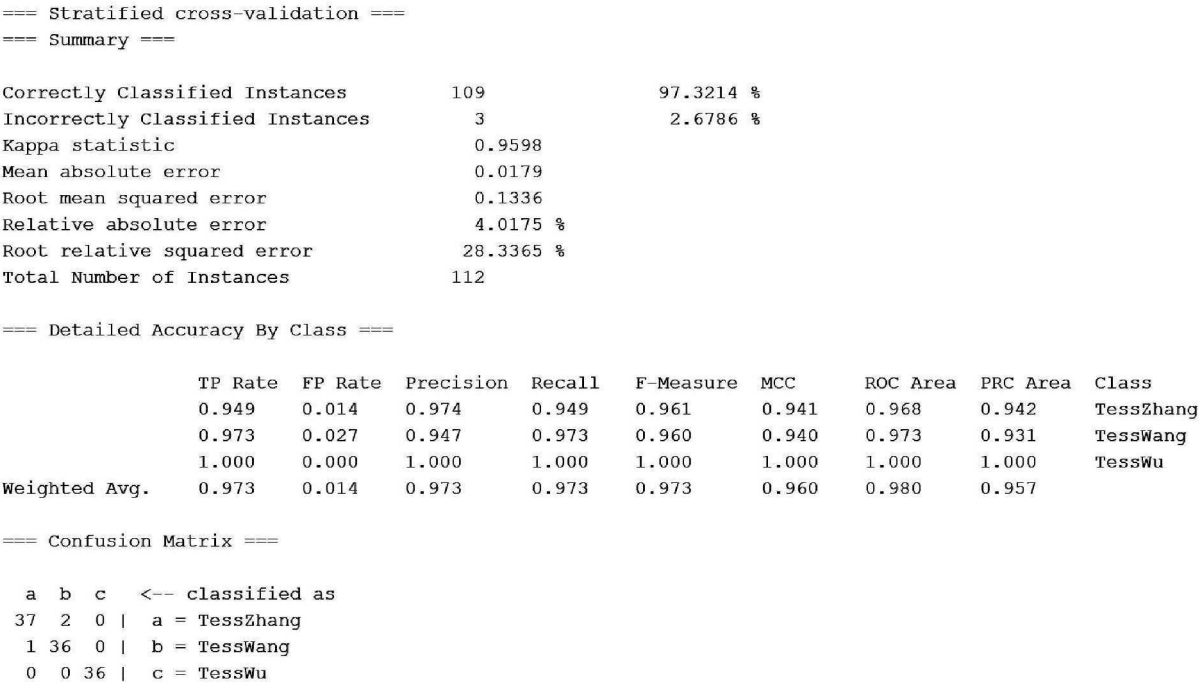 === Stratified cross-validation ===
=== Summary ===
Correctly Classified Instances 109 97.3214 %
Incorrectly Classified Instances 3 2.6786 %
Kappa statistic 0.9598
Mean absolute error 0.0179
Root mean squared error 0.1336
Relative absolute error 4.0175 %
Root relative squared error 28.3365 %
Total Number of Instances 112
=== Detailed Accuracy By Class ===
TP Rate FP Rate Precision Recall F-Measure MCC ROC Area PRC Area Class
0.949 0.014 0.974 0.949 0.961 0.941 0.968 0.942 TessZhang
0.973 0.027 0.947 0.973 0.960 0.940 0.973 0.931 TessWang
1.000 0.000 1.000 1.000 1.000 1.000 1.000 1.000 TessWu
Weighted Avg. 0.973 0.014 0.973 0.973 0.973 0.960 0.980 0.957
=== Confusion Matrix ===
a b c <-- classified as
37 2 0 | a = TessZhang
1 36 0 | b = TessWang
0 0 36 | c = TessWu